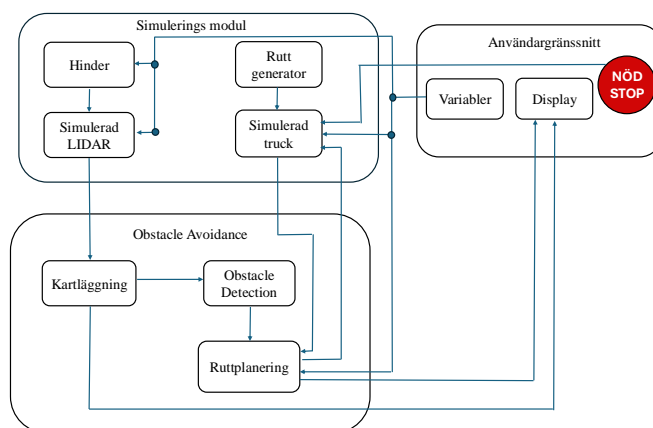 Simulerings modul
Hinder
Rutt
generator
Simulerad
LIDAR
Simulerad
truck
Användargränssnitt
Variabler
Display
NÖD
STOP
Obstacle Avoidance
Kartläggning
Obstacle
Detection
Ruttplanering